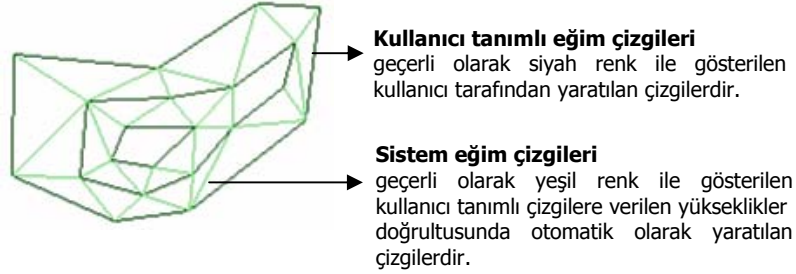 Kullanıcı tanımlı eğim çizgileri
geçerli olarak siyah renk ile gösterilen
kullanıcı tarafından yaratılan çizgilerdir.
Sistem eğim çizgileri
geçerli olarak yeşil renk ile gösterilen
kullanıcı tanımlı çizgilere verilen yükseklikler
doğrultusunda otomatik olarak yaratılan
çizgilerdir.